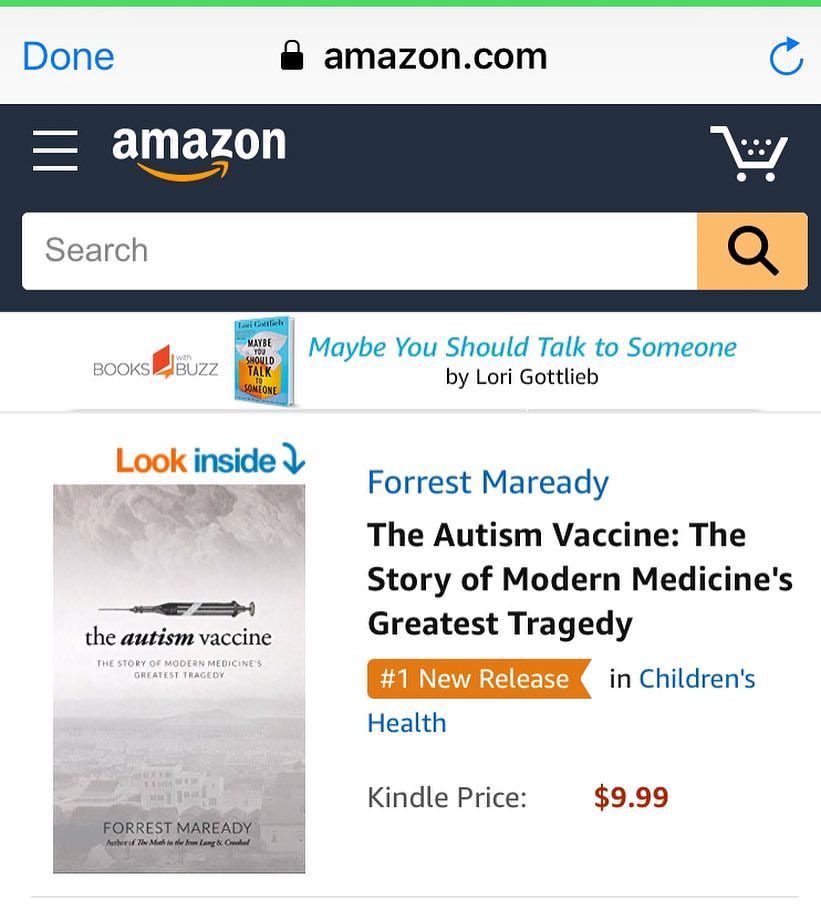 Done
amazon.com
amazon
Search
BOOKS with BUZZ
Lori Gottlieb
MAYBE
YOU
SHOULD
TALK
TO
SOMEONE
Maybe You Should Talk to Someone
by Lori Gottlieb
Look inside
the autism vaccine
THE STORY OF MODERN MEDICINE'S
GREATEST TRAGEDY
FORREST MAREADY
Author of The Moth in the Iron Lung & Crooked
Forrest Maready
The Autism Vaccine: The
Story of Modern Medicine's
Greatest Tragedy
#1 New Release in Children's
Health
Kindle Price: $9.99